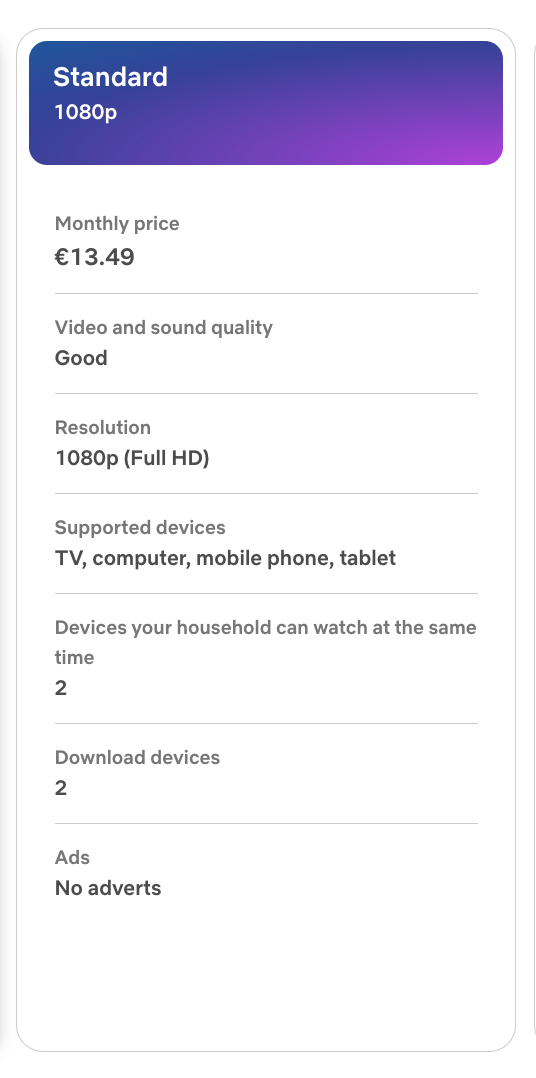 Standard
1080p
Monthly price
€13.49
Video and sound quality
Good
Resolution
1080p (Full HD)
Supported devices
TV, computer, mobile phone, tablet
Devices your household can watch at the same
time
2
Download devices
2
Ads
No adverts